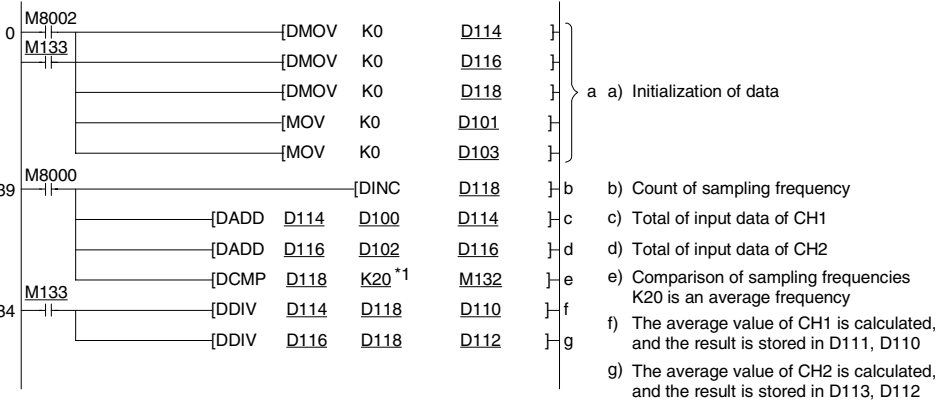 M8002
0 [DMOV K0 D114 ]
M133
[DMOV K0 D116 ]
[DMOV K0 D118 ] a a) Initialization of data
[MOV K0 D101 ]
[MOV K0 D103 ]
M8000
39 [DINC D118 ] b b) Count of sampling frequency
[DADD D114 D100 D114 ] c c) Total of input data of CH1
[DADD D116 D102 D116 ] d d) Total of input data of CH2
[DCMP D118 K20 *1 M132 ] e e) Comparison of sampling frequencies
K20 is an average frequency
M133
84 [DDIV D114 D118 D110 ] f f) The average value of CH1 is calculated,
and the result is stored in D111, D110
[DDIV D116 D118 D112 ] g g) The average value of CH2 is calculated,
and the result is stored in D113, D112